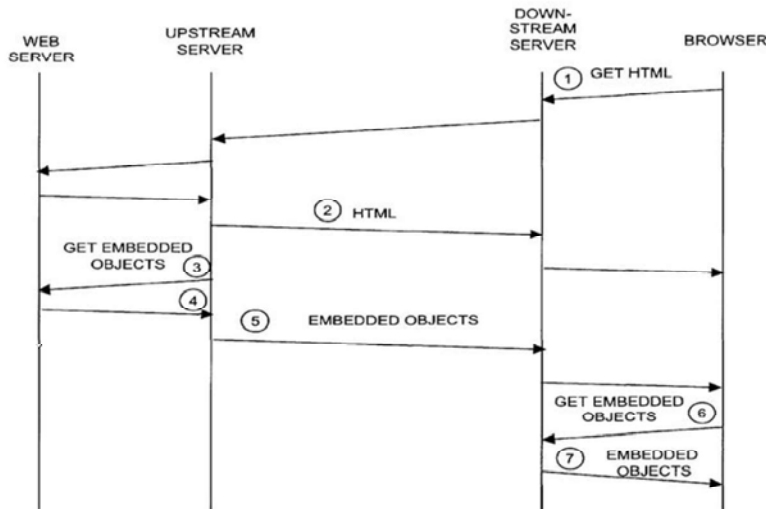 WEB
SERVER
UPSTREAM
SERVER
DOWN-
STREAM
SERVER
BROWSER
1 GET HTML
2 HTML
GET EMBEDDED
OBJECTS 3
4
5 EMBEDDED OBJECTS
GET EMBEDDED
OBJECTS 6
7 EMBEDDED
OBJECTS